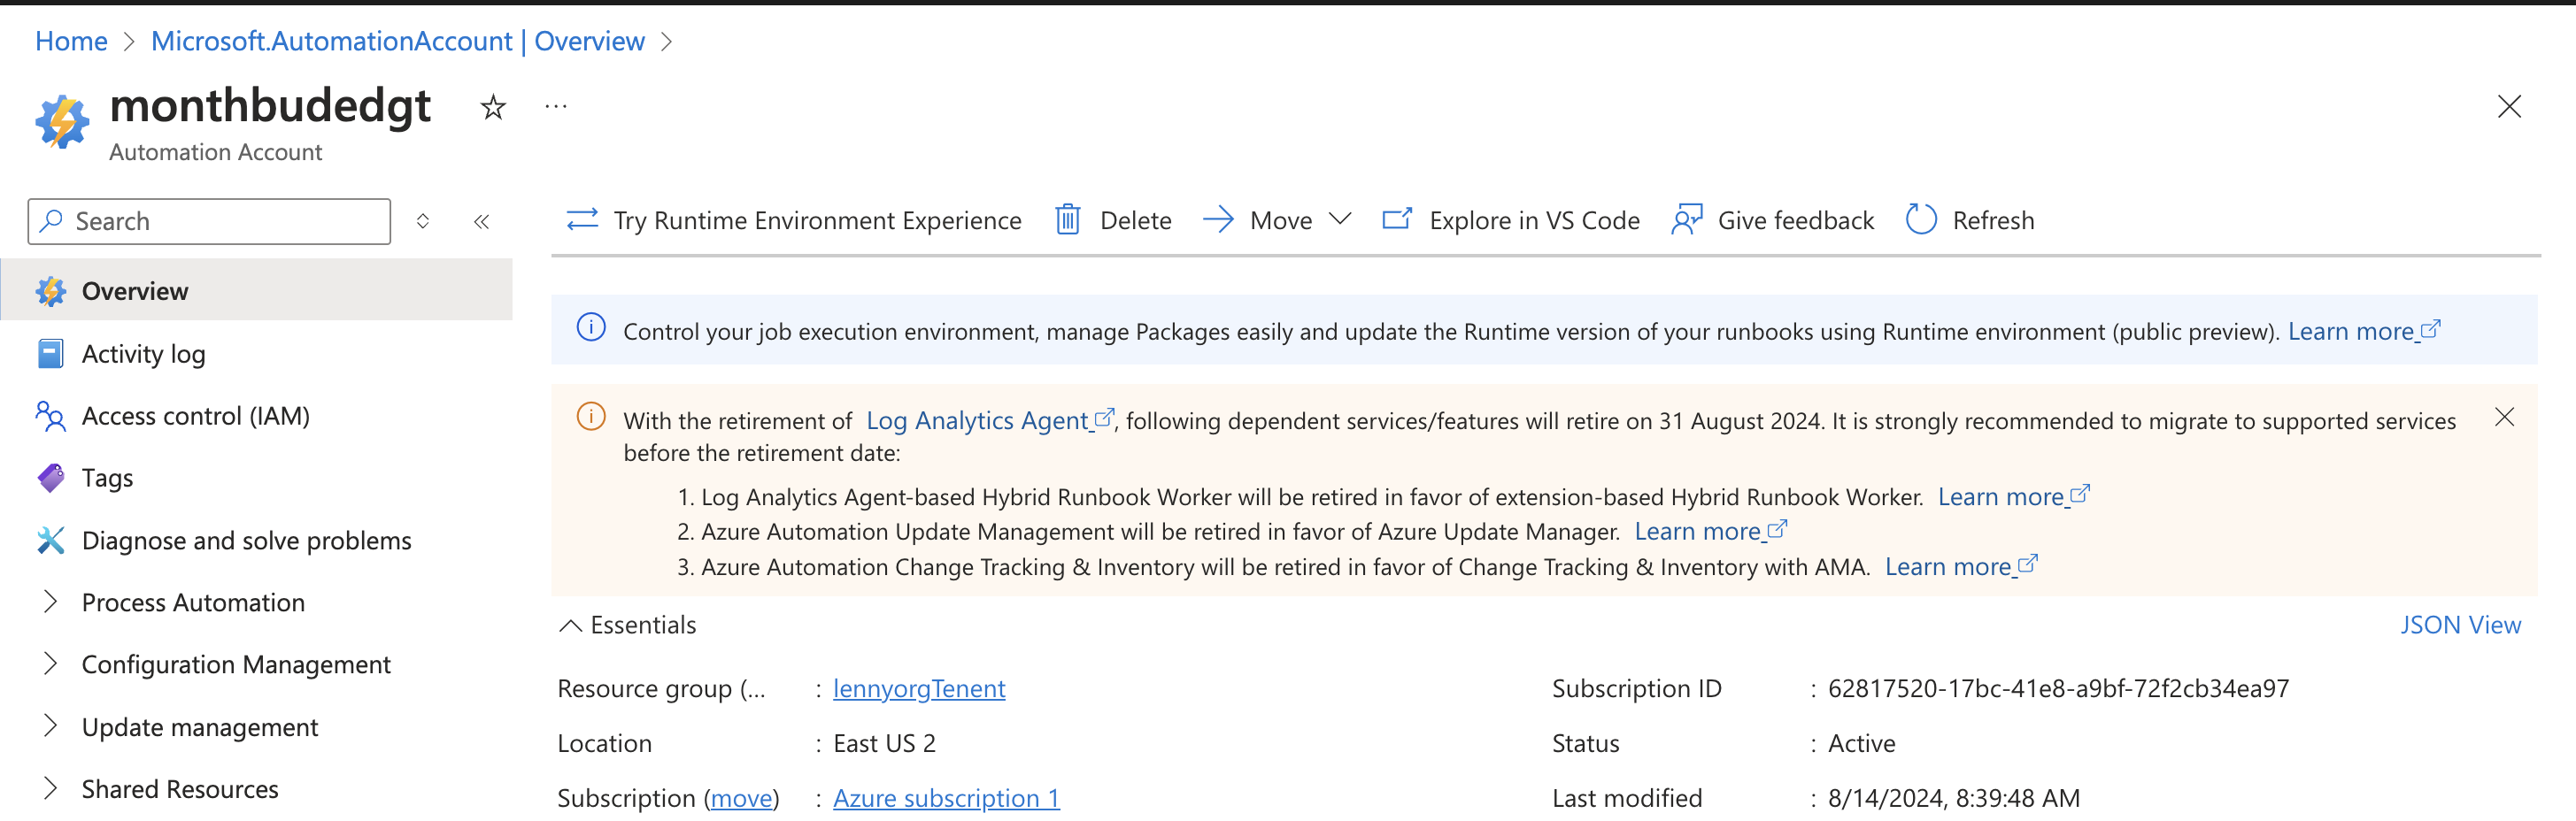 Home > Microsoft.AutomationAccount | Overview >
monthbudedgt
Automation Account
Search
Try Runtime Environment Experience Delete Move Explore in VS Code Give feedback Refresh
Overview
Activity log
Access control (IAM)
Tags
Diagnose and solve problems
Process Automation
Configuration Management
Update management
Shared Resources
Control your job execution environment, manage Packages easily and update the Runtime version of your runbooks using Runtime environment (public preview). Learn more
With the retirement of Log Analytics Agent, following dependent services/features will retire on 31 August 2024. It is strongly recommended to migrate to supported services
before the retirement date:
1. Log Analytics Agent-based Hybrid Runbook Worker will be retired in favor of extension-based Hybrid Runbook Worker. Learn more
2. Azure Automation Update Management will be retired in favor of Azure Update Manager. Learn more
3. Azure Automation Change Tracking & Inventory will be retired in favor of Change Tracking & Inventory with AMA. Learn more
Essentials JSON View
Resource group (... : lennyorgTenent
Location : East US 2
Subscription (move) : Azure subscription 1
Subscription ID : 62817520-17bc-41e8-a9bf-72f2cb34ea97
Status : Active
Last modified : 8/14/2024, 8:39:48 AM